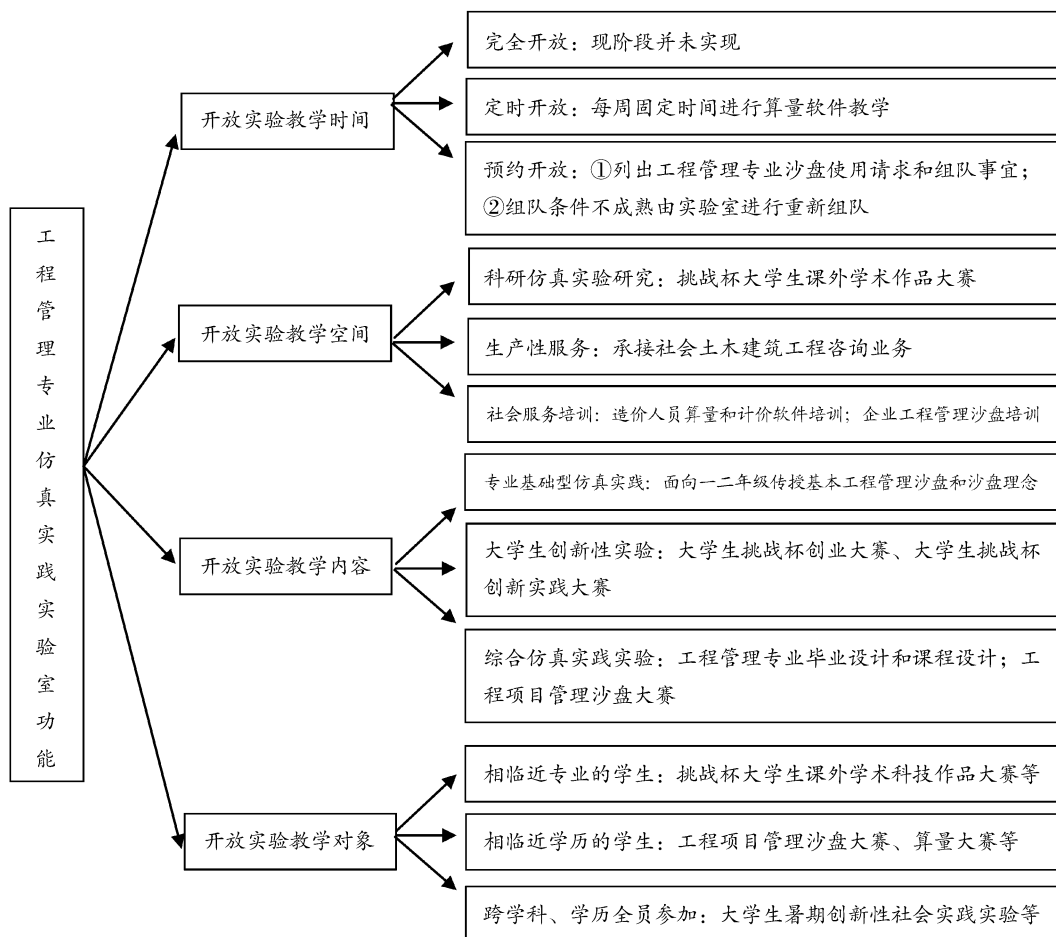 工程管理专业仿真实践实验室功能
开放实验教学时间
完全开放：现阶段并未实现
定时开放：每周固定时间进行算量软件教学
预约开放：①列出工程管理专业沙盘使用请求和组队事宜；
②组队条件不成熟由实验室进行重新组队
开放实验教学空间
科研仿真实验研究：挑战杯大学生课外学术作品大赛
生产性服务：承接社会土木建筑工程咨询业务
社会服务培训：造价人员算量和计价软件培训；企业工程管理沙盘培训
开放实验教学内容
专业基础型仿真实践：面向一二年级传授基本工程管理沙盘和沙盘理念
大学生创新性实验：大学生挑战杯创业大赛、大学生挑战杯
创新实践大赛
综合仿真实践实验：工程管理专业毕业设计和课程设计；工
程项目管理沙盘大赛
开放实验教学对象
相临近专业的学生：挑战杯大学生课外学术科技作品大赛等
相临近学历的学生：工程项目管理沙盘大赛、算量大赛等
跨学科、学历全员参加：大学生暑期创新性社会实践实验等